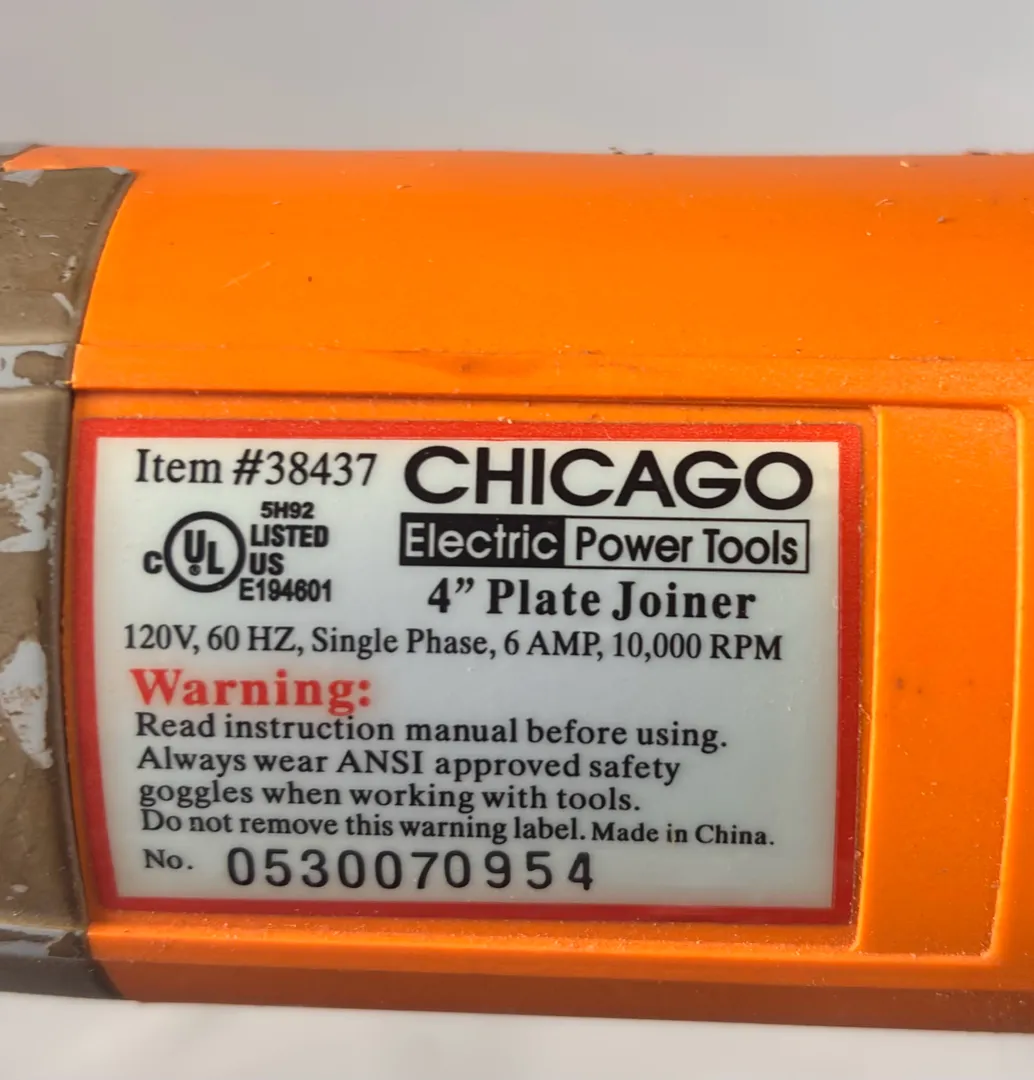 Item #38437
CHICAGO
Electric Power Tools
4” Plate Joiner
5H92
LISTED
C UL ® US
E194601
120V, 60 HZ, Single Phase, 6 AMP, 10,000 RPM
Warning:
Read instruction manual before using.
Always wear ANSI approved safety
goggles when working with tools.
Do not remove this warning label. Made in China.
No. 0530070954